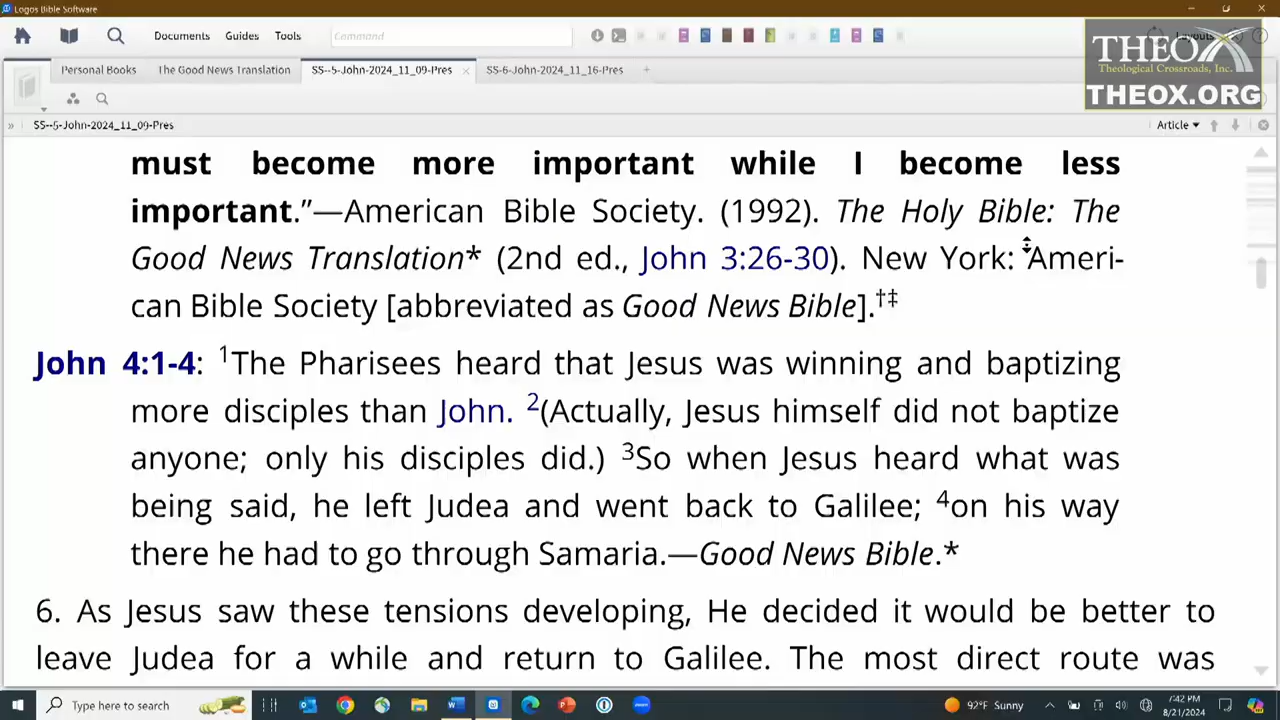 Logos Bible Software
Documents Guides Tools Command
THEOX
Theological Crossroads, Inc.
THEOX.ORG
Personal Books The Good News Translation SS--5-John-2024_11_09-Pres SS-6-John-2024_11_16-Pres
SS--5-John-2024_11_09-Pres Article
must become more important while I become less
important.”—American Bible Society. (1992). The Holy Bible: The
Good News Translation* (2nd ed., John 3:26-30). New York: Ameri-
can Bible Society [abbreviated as Good News Bible].†‡
John 4:1-4: 1The Pharisees heard that Jesus was winning and baptizing
more disciples than John. 2(Actually, Jesus himself did not baptize
anyone; only his disciples did.) 3So when Jesus heard what was
being said, he left Judea and went back to Galilee; 4on his way
there he had to go through Samaria.—Good News Bible.*
6. As Jesus saw these tensions developing, He decided it would be better to
leave Judea for a while and return to Galilee. The most direct route was
Type here to search 92°F Sunny 7:42 PM
8/21/2024